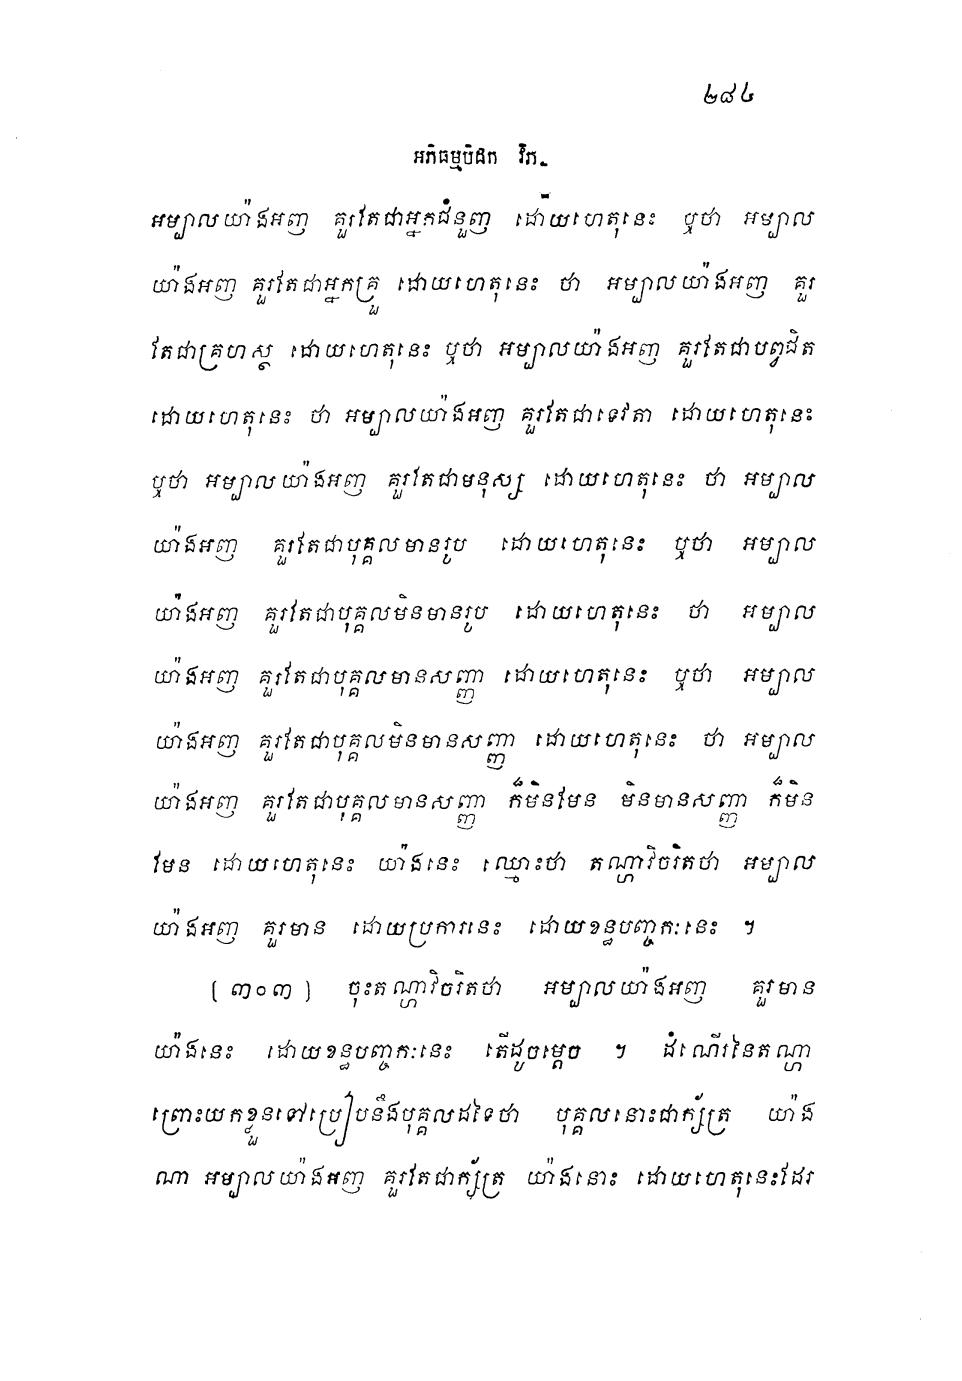 ២៨៤
អភិធម្មបិដក វិភ.
អម្បាលយ៉ាងអញ គួរតែជាអ្នកជំនួញ ដោយហេតុនេះ ឬថា អម្បាល
យ៉ាងអញ គួរតែជាអ្នកគ្រួ ដោយហេតុនេះ ថា អម្បាលយ៉ាងអញ គួរ
តែជាគ្រហស្ថ ដោយហេតុនេះ ឬថា អម្បាលយ៉ាងអញ គួរតែជាបព្វជិត
ដោយហេតុនេះ ថា អម្បាលយ៉ាងអញ គួរតែជាទេវតា ដោយហេតុនេះ
ឬថា អម្បាលយ៉ាងអញ គួរតែជាមនុស្ស ដោយហេតុនេះ ថា អម្បាល
យ៉ាងអញ គួរតែជាបុគ្គលមានរូប ដោយហេតុនេះ ឬថា អម្បាល
យ៉ាងអញ គួរតែជាបុគ្គលមិនមានរូប ដោយហេតុនេះ ថា អម្បាល
យ៉ាងអញ គួរតែជាបុគ្គលមានសញ្ញា ដោយហេតុនេះ ឬថា អម្បាល
យ៉ាងអញ គួរតែជាបុគ្គលមិនមានសញ្ញា ដោយហេតុនេះ ថា អម្បាល
យ៉ាងអញ គួរតែជាបុគ្គលមានសញ្ញា ក៏មិនមែន មិនមានសញ្ញា ក៏មិន
មែន ដោយហេតុនេះ យ៉ាងនេះ ឈ្មោះថា តណ្ហាវិចរិតថា អម្បាល
យ៉ាងអញ គួរមាន ដោយប្រការនេះ ដោយខន្ធបញ្ចកៈនេះ ។
[ ៣០៣ ] ចុះតណ្ហាវិចរិតថា អម្បាលយ៉ាងអញ គួរមាន
យ៉ាងនេះ ដោយខន្ធបញ្ចកៈនេះ តើដូចម្តេច ។ ដំណើរនៃតណ្ហា
ព្រោះយកខ្លួនទៅប្រៀបនឹងបុគ្គលដទៃថា បុគ្គលនោះជាក្ស័ត្រ យ៉ាង
ណា អម្បាលយ៉ាងអញ គួរតែជាក្ស័ត្រ យ៉ាងនោះ ដោយហេតុនេះដែរ